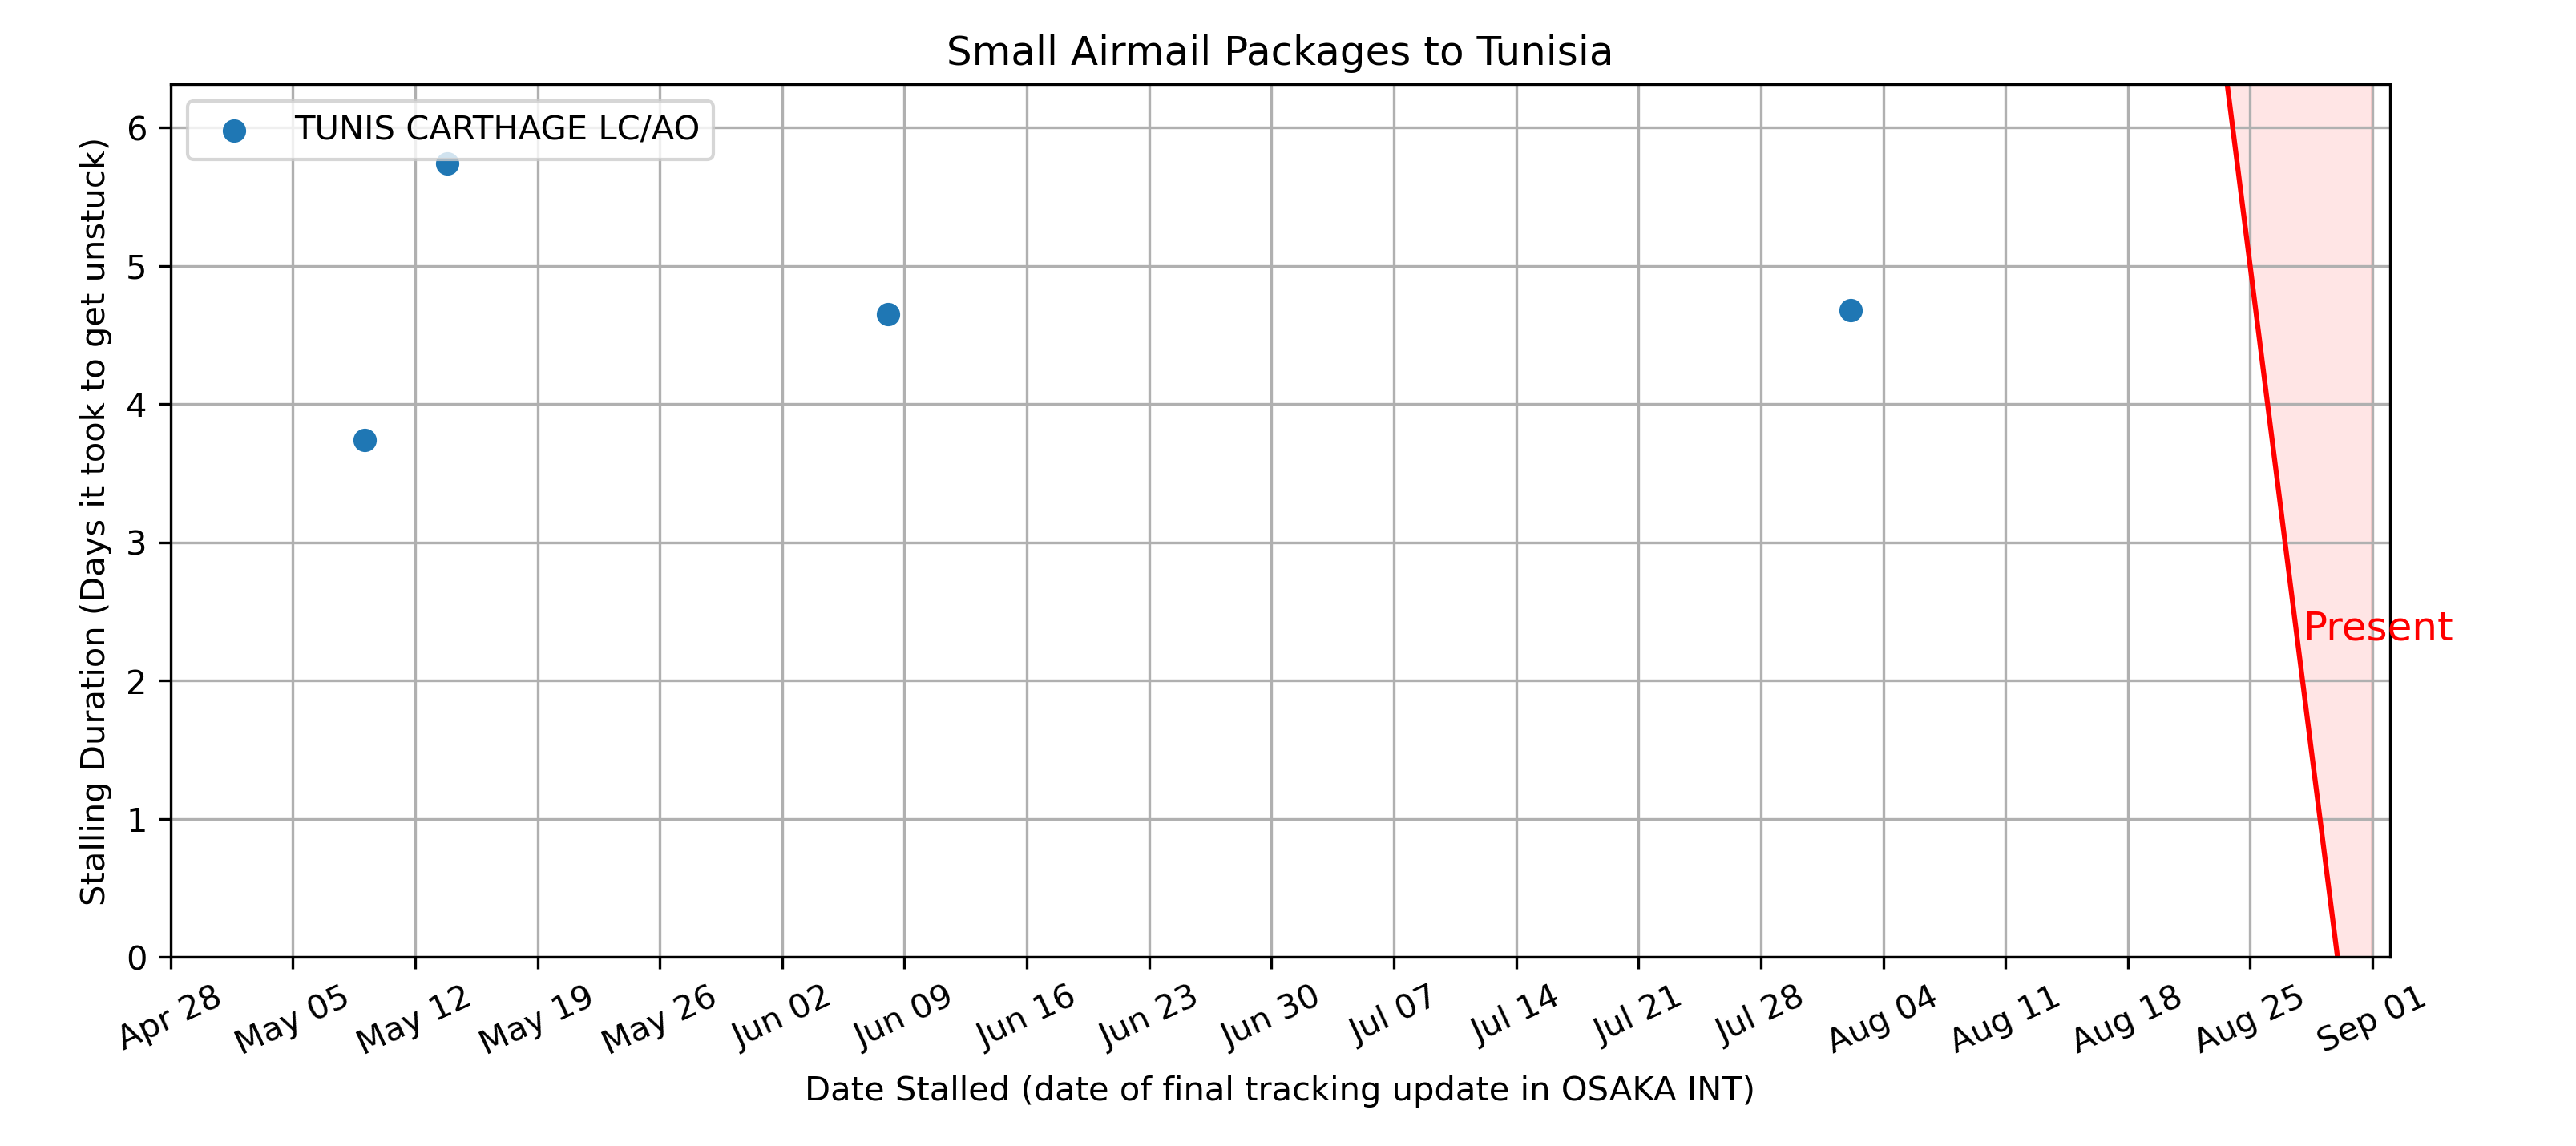 Small Airmail Packages to Tunisia
TUNIS CARTHAGE LC/AO
Stalling Duration (Days it took to get unstuck)
6
5
4
3
2
1
0
Present
Apr 28
May 05
May 12
May 19
May 26
Jun 02
Jun 09
Jun 16
Jun 23
Jun 30
Jul 07
Jul 14
Jul 21
Jul 28
Aug 04
Aug 11
Aug 18
Aug 25
Sep 01
Date Stalled (date of final tracking update in OSAKA INT)